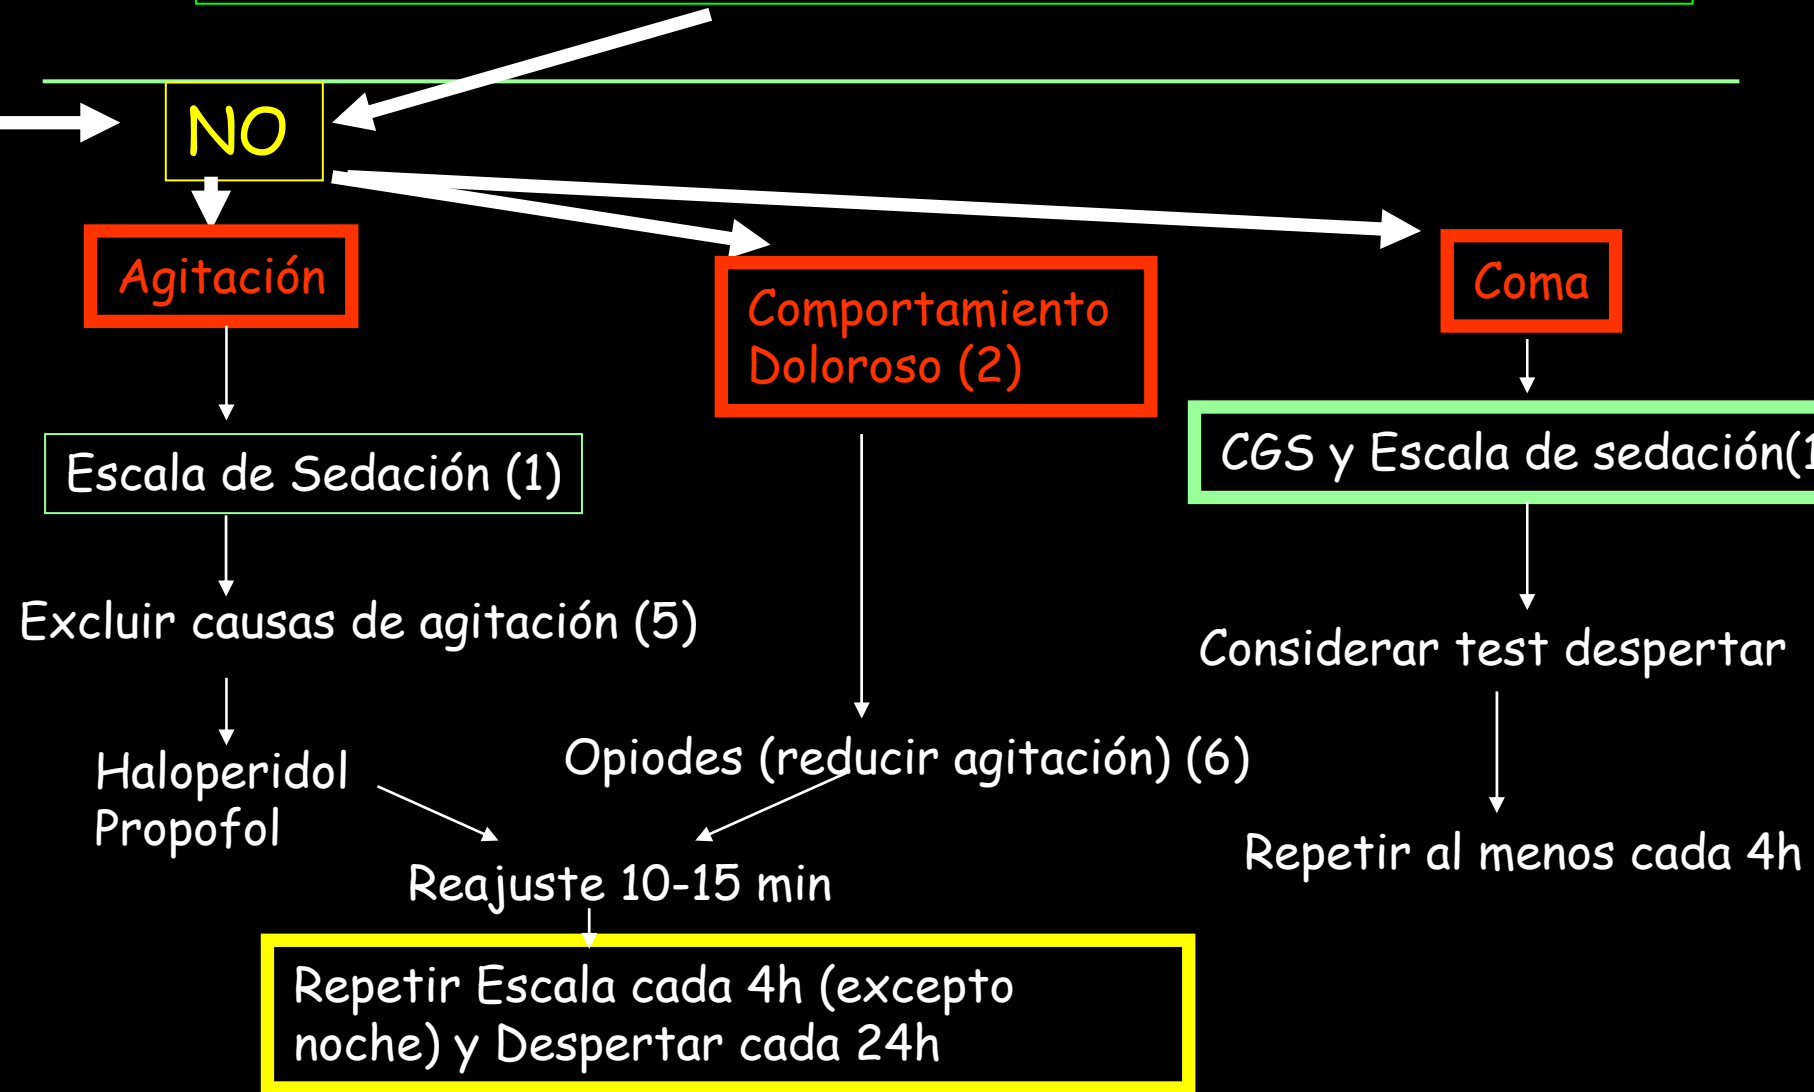 NO
Agitación
Comportamiento
Doloroso (2)
Coma
Escala de Sedación (1)
CGS y Escala de sedación(1
Excluir causas de agitación (5)
Considerar test despertar
Haloperidol
Propofol
Opiodes (reducir agitación) (6)
Reajuste 10-15 min
Repetir al menos cada 4h
Repetir Escala cada 4h (excepto
noche) y Despertar cada 24h